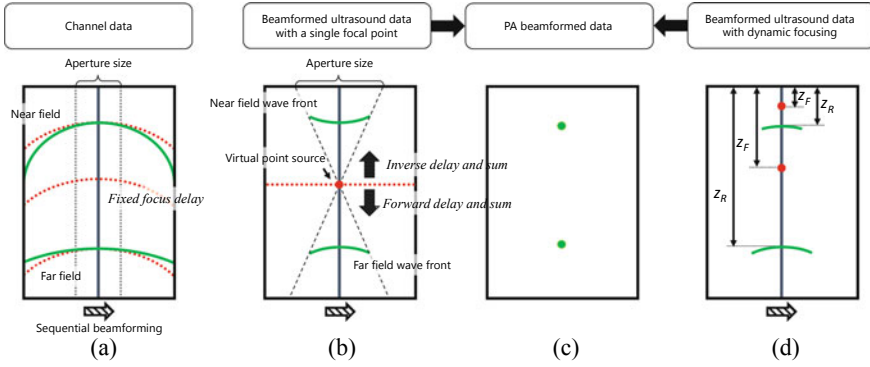 Channel data
Beamformed ultrasound data
with a single focal point
PA beamformed data
Beamformed ultrasound data
with dynamic focusing
Aperture size
Near field
Fixed focus delay
Far field
Sequential beamforming
(a)
Aperture size
Near field wave front
Virtual point source
Inverse delay and sum
Forward delay and sum
Far field wave front
(b)
(c)
z_F
z_R
z_F
z_R
(d)